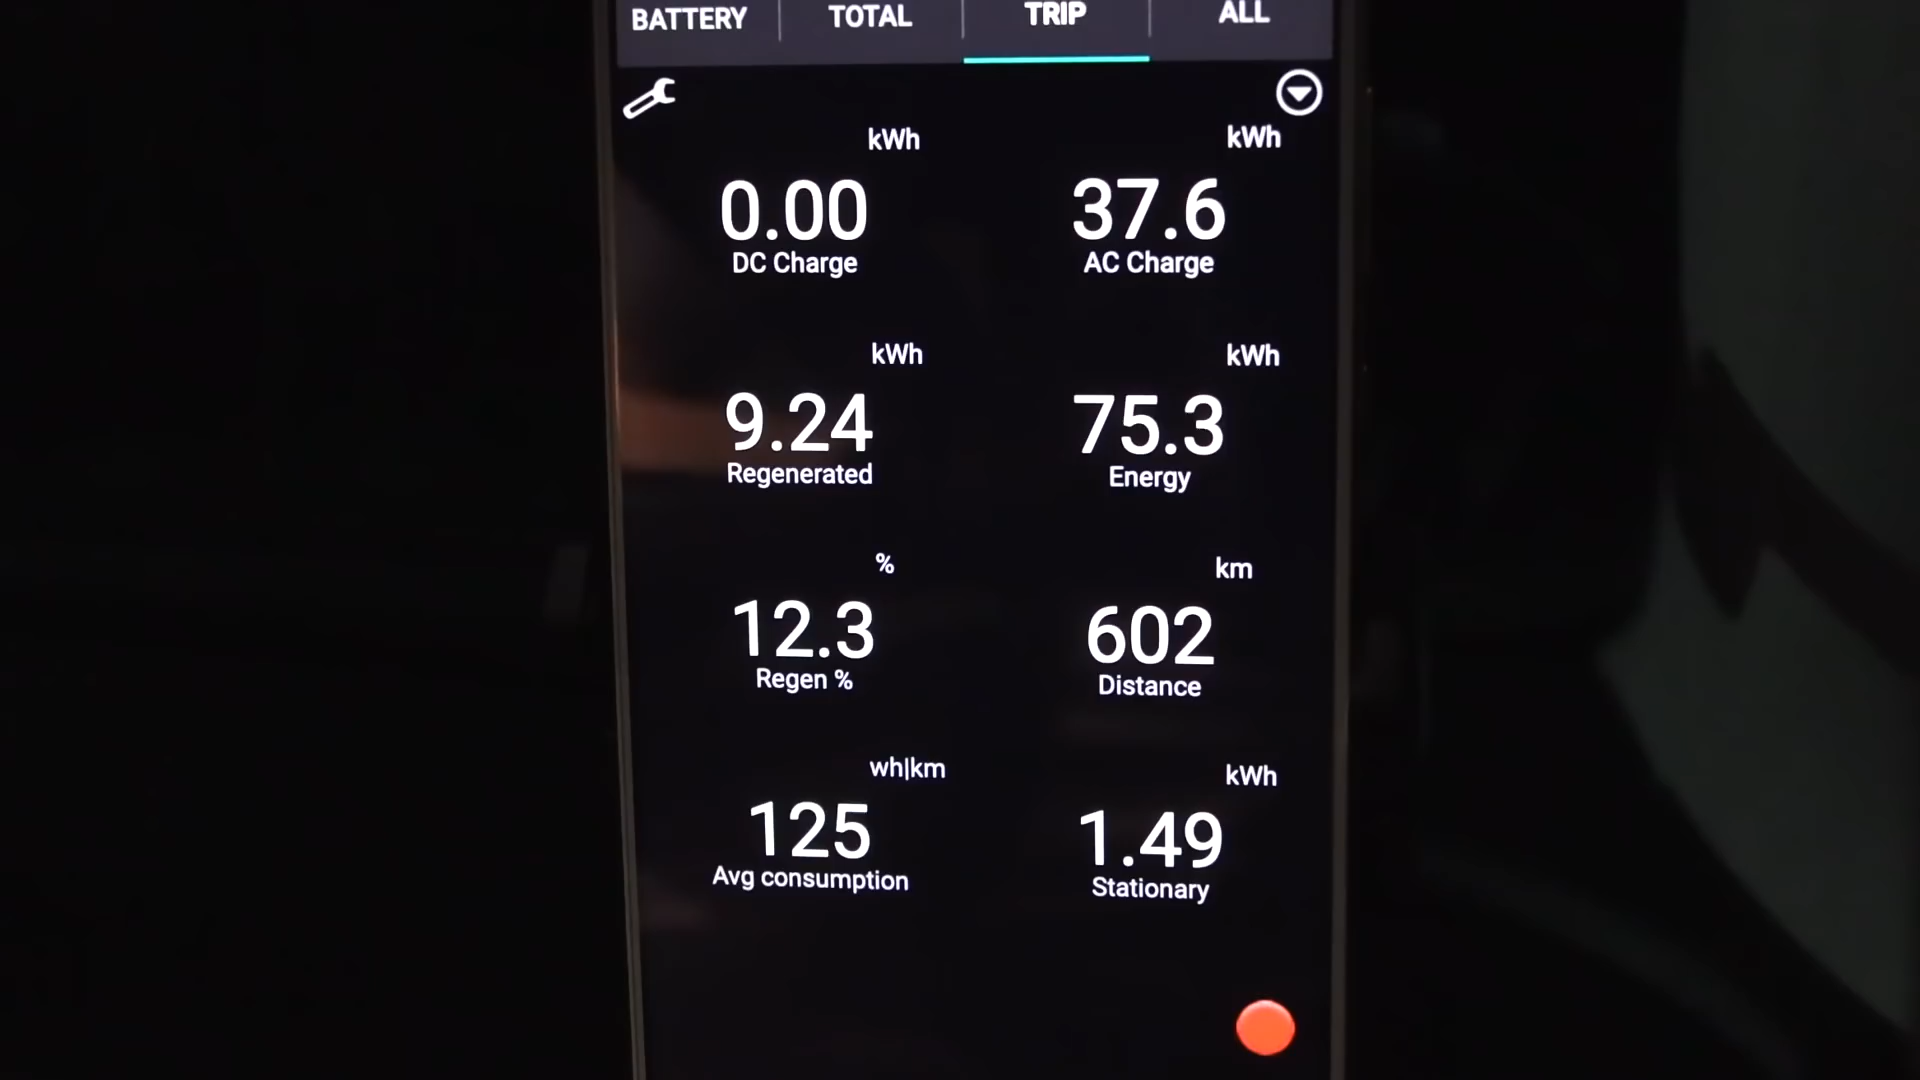 BATTERY TOTAL TRIP ALL
kWh kWh
0.00 37.6
DC Charge AC Charge
kWh kWh
9.24 75.3
Regenerated Energy
% km
12.3 602
Regen % Distance
wh|km kWh
125 1.49
Avg consumption Stationary